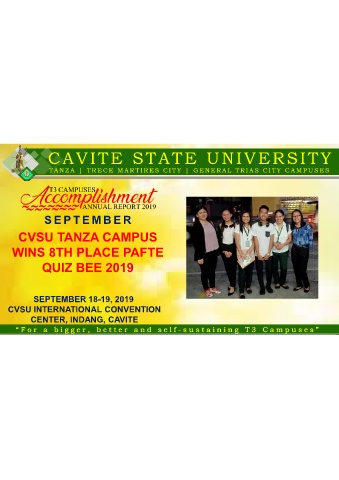 CAVITE STATE UNIVERSITY
TANZA | TRECE MARTIRES CITY | GENERAL TRIAS CITY CAMPUSES
T3 CAMPUSES
Accomplishment
ANNUAL REPORT 2019
SEPTEMBER
CVSU TANZA CAMPUS
WINS 8TH PLACE PAFTE
QUIZ BEE 2019
SEPTEMBER 18-19, 2019
CVSU INTERNATIONAL CONVENTION
CENTER, INDANG, CAVITE
"For a bigger, better and self-sustaining T3 Campuses"